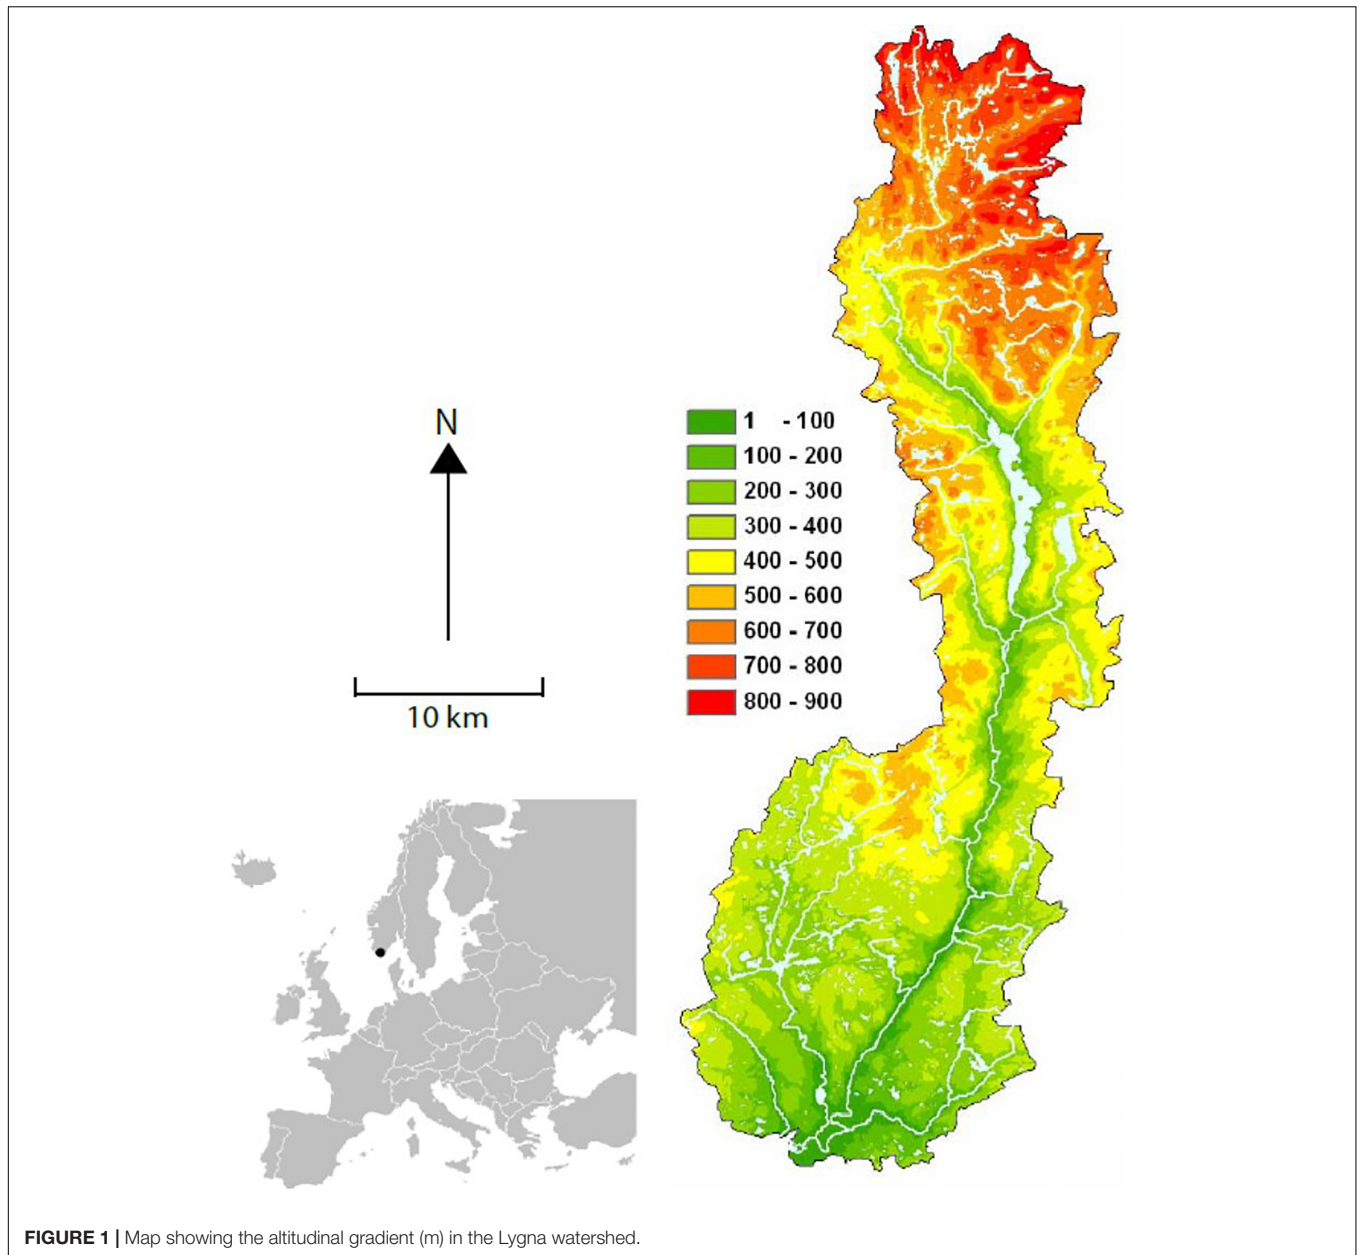 N
10 km
1 - 100
100 - 200
200 - 300
300 - 400
400 - 500
500 - 600
600 - 700
700 - 800
800 - 900
FIGURE 1 | Map showing the altitudinal gradient (m) in the Lygna watershed.